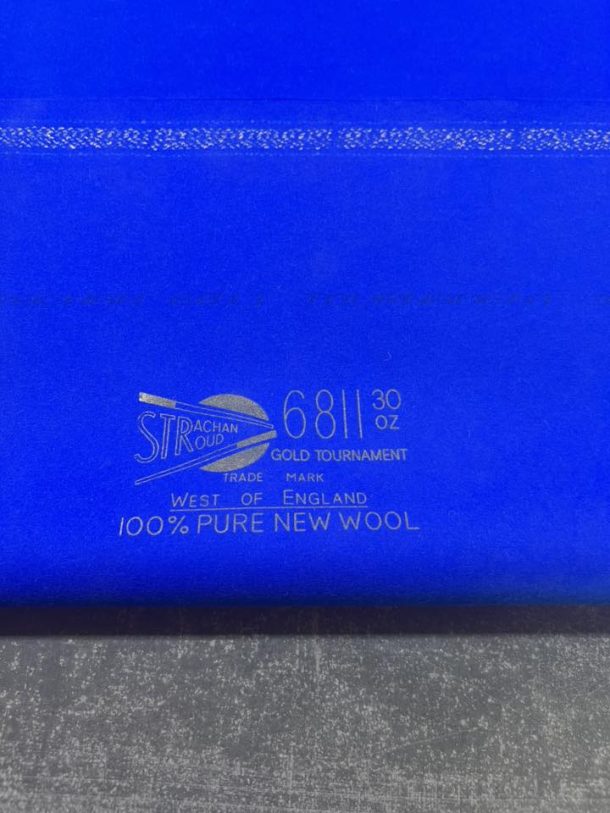 STRACHAN
STROUD
6811 30 OZ
GOLD TOURNAMENT
TRADE MARK
WEST OF ENGLAND
100% PURE NEW WOOL